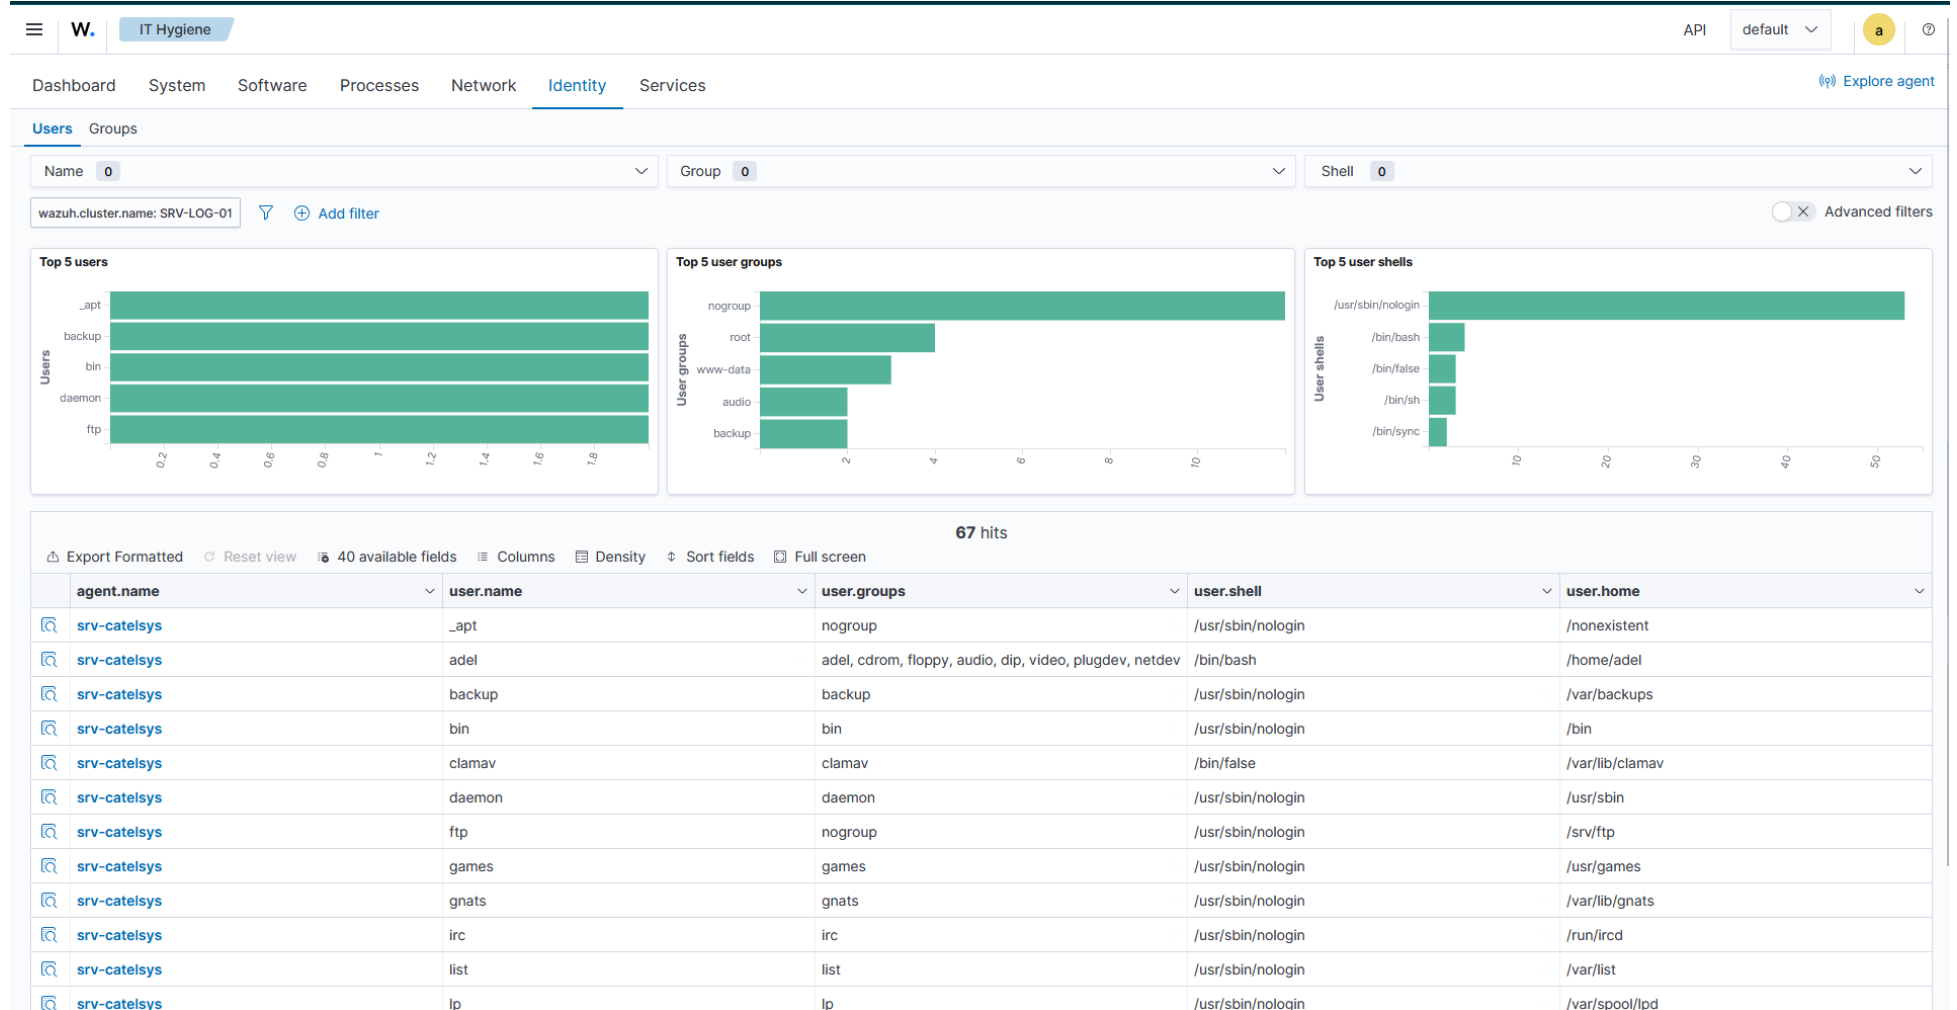 W. IT Hygiene API default a
Dashboard System Software Processes Network Identity Services Explore agent
Users Groups
Name 0 Group 0 Shell 0
wazuh.cluster.name: SRV-LOG-01 Add filter Advanced filters
Top 5 users
Users
_apt
backup
bin
daemon
ftp
0.2 0.4 0.6 0.8 1 1.2 1.4 1.6 1.8
Top 5 user groups
User groups
nogroup
root
www-data
audio
backup
2 4 6 8 10
Top 5 user shells
User shells
/usr/sbin/nologin
/bin/bash
/bin/false
/bin/sh
/bin/sync
10 20 30 40 50
67 hits
Export Formatted Reset view 40 available fields Columns Density Sort fields Full screen
agent.name user.name user.groups user.shell user.home
srv-catelsys _apt nogroup /usr/sbin/nologin /nonexistent
srv-catelsys adel adel, cdrom, floppy, audio, dip, video, plugdev, netdev /bin/bash /home/adel
srv-catelsys backup backup /usr/sbin/nologin /var/backups
srv-catelsys bin bin /usr/sbin/nologin /bin
srv-catelsys clamav clamav /bin/false /var/lib/clamav
srv-catelsys daemon daemon /usr/sbin/nologin /usr/sbin
srv-catelsys ftp nogroup /usr/sbin/nologin /srv/ftp
srv-catelsys games games /usr/sbin/nologin /usr/games
srv-catelsys gnats gnats /usr/sbin/nologin /var/lib/gnats
srv-catelsys irc irc /usr/sbin/nologin /run/ircd
srv-catelsys list list /usr/sbin/nologin /var/list
srv-catelsys lp lp /usr/sbin/nologin /var/spool/lpd